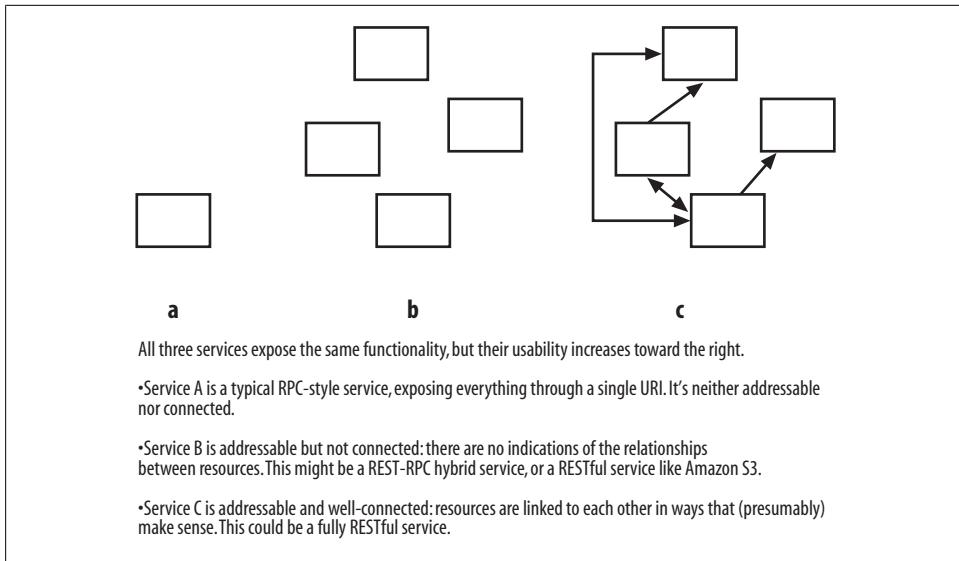 a
b
c
All three services expose the same functionality, but their usability increases toward the right.
•Service A is a typical RPC-style service, exposing everything through a single URI. It's neither addressable
nor connected.
•Service B is addressable but not connected: there are no indications of the relationships
between resources. This might be a REST-RPC hybrid service, or a RESTful service like Amazon S3.
•Service C is addressable and well-connected: resources are linked to each other in ways that (presumably)
make sense. This could be a fully RESTful service.